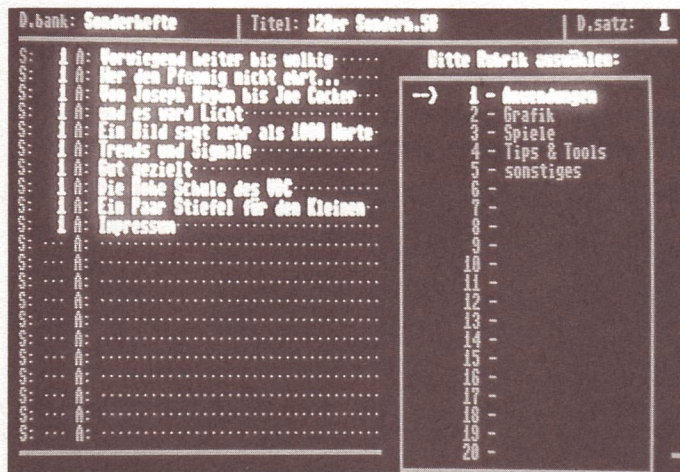 D.bank: Sonderhefte | Titel: 128er Sonderh.58 | D.satz: 1
S: 1 A: Vorwiegend heiter bis wolkig
S: 1 A: Wer den Pfennig nicht ehrt...
S: 1 A: Von Joseph Haydn bis Joe Cocker
S: 1 A: und es ward Licht
S: 1 A: Ein Bild sagt mehr als 1000 Worte
S: 1 A: Trends und Signale
S: 1 A: Gut gezielt
S: 1 A: Die Hohe Schule des VDC
S: 1 A: Ein Paar Stiefel für den Kleinen
S: 1 A: Impressum
S: ... A:
S: ... A:
S: ... A:
S: ... A:
S: ... A:
S: ... A:
S: ... A:
S: ... A:
S: ... A:
S: ... A:
S: ... A:
Bitte Rubrik auswählen:
--> 1 - Anwendungen
2 - Grafik
3 - Spiele
4 - Tips & Tools
5 - sonstiges
6 -
7 -
8 -
9 -
10 -
11 -
12 -
13 -
14 -
15 -
16 -
17 -
18 -
19 -
20 -